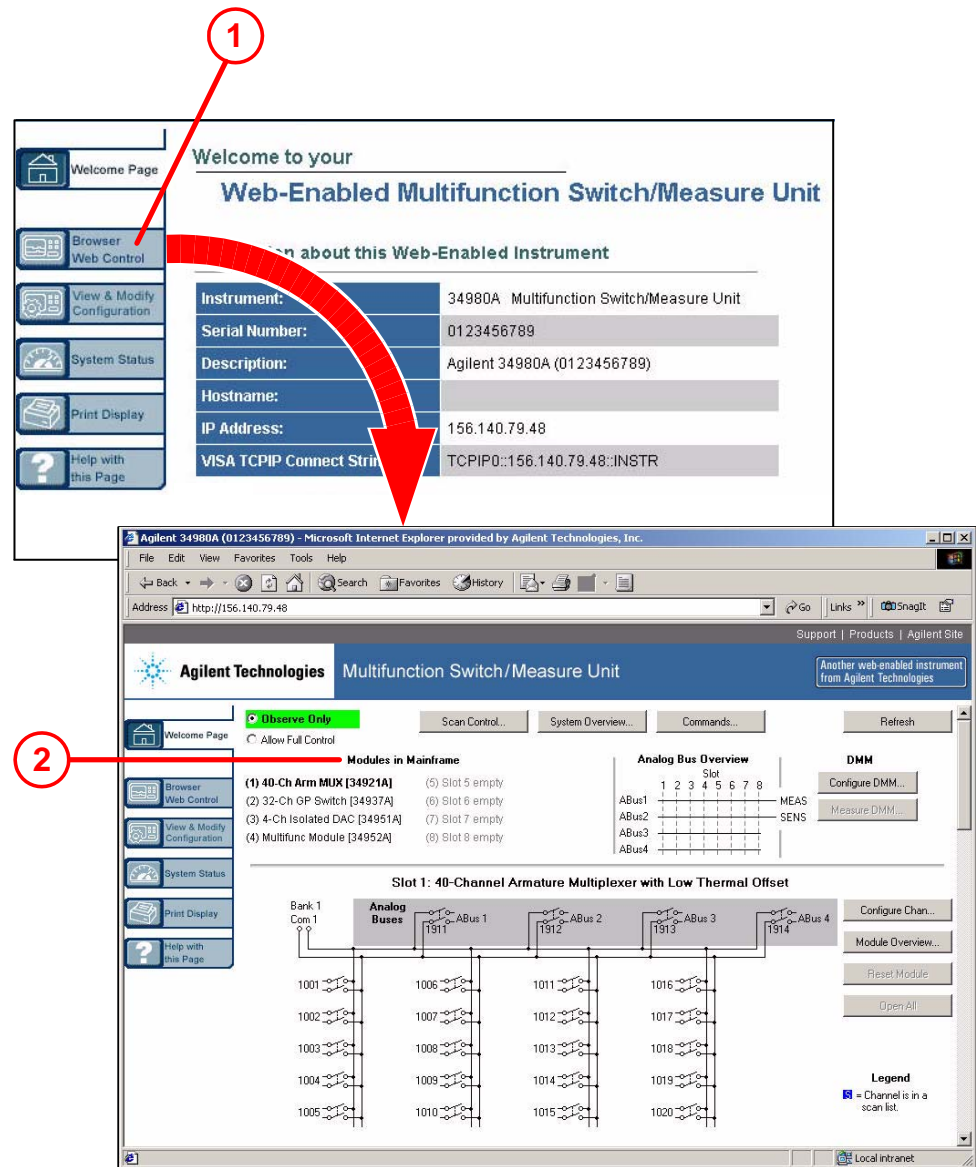 1
Welcome Page
Welcome to your
Web-Enabled Multifunction Switch/Measure Unit
Browser
Web Control
about this Web-Enabled Instrument
View & Modify
Configuration
System Status
Print Display
Help with
this Page
Instrument: 34980A Multifunction Switch/Measure Unit
Serial Number: 0123456789
Description: Agilent 34980A (0123456789)
Hostname:
IP Address: 156.140.79.48
VISA TCPIP Connect TCPIP0::156.140.79.48::INSTR
Agilent 34980A (0123456789) - Microsoft Internet Explorer provided by Agilent Technologies, Inc.
File Edit View Favorites Tools Help
Back Search Favorites History
Address http://156.140.79.48 Go Links » SnagIt
Support | Products | Agilent Site
Agilent Technologies Multifunction Switch/Measure Unit
Another web-enabled instrument
from Agilent Technologies
Welcome Page
Browser
Web Control
View & Modify
Configuration
System Status
Print Display
Help with
this Page
Observe Only
Allow Full Control
Scan Control... System Overview... Commands... Refresh
2
Modules in Mainframe
(1) 40-Ch Arm MUX [34921A] (5) Slot 5 empty
(2) 32-Ch GP Switch [34937A] (6) Slot 6 empty
(3) 4-Ch Isolated DAC [34951A] (7) Slot 7 empty
(4) Multifunc Module [34952A] (8) Slot 8 empty
Analog Bus Overview
Slot
1 2 3 4 5 6 7 8
ABus1 MEAS
ABus2 SENS
ABus3
ABus4
DMM
Configure DMM...
Measure DMM...
Slot 1: 40-Channel Armature Multiplexer with Low Thermal Offset
Bank 1
Com 1
Analog
Buses
ABus 1 ABus 2 ABus 3 ABus 4
1911 1912 1913 1914
1001 1006 1011 1016
1002 1007 1012 1017
1003 1008 1013 1018
1004 1009 1014 1019
1005 1010 1015 1020
Configure Chan...
Module Overview...
Reset Module
Open All
Legend
S = Channel is in a
scan list.
Local intranet